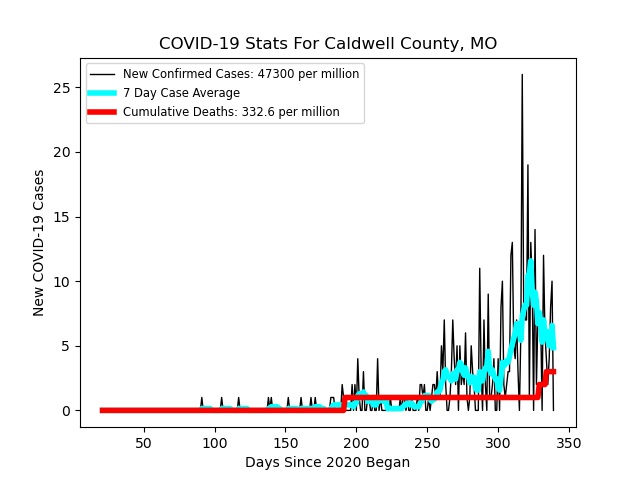 COVID-19 Stats For Caldwell County, MO
New Confirmed Cases: 47300 per million
7 Day Case Average
Cumulative Deaths: 332.6 per million
New COVID-19 Cases
25
20
15
10
5
0
50
100
150
200
250
300
350
Days Since 2020 Began